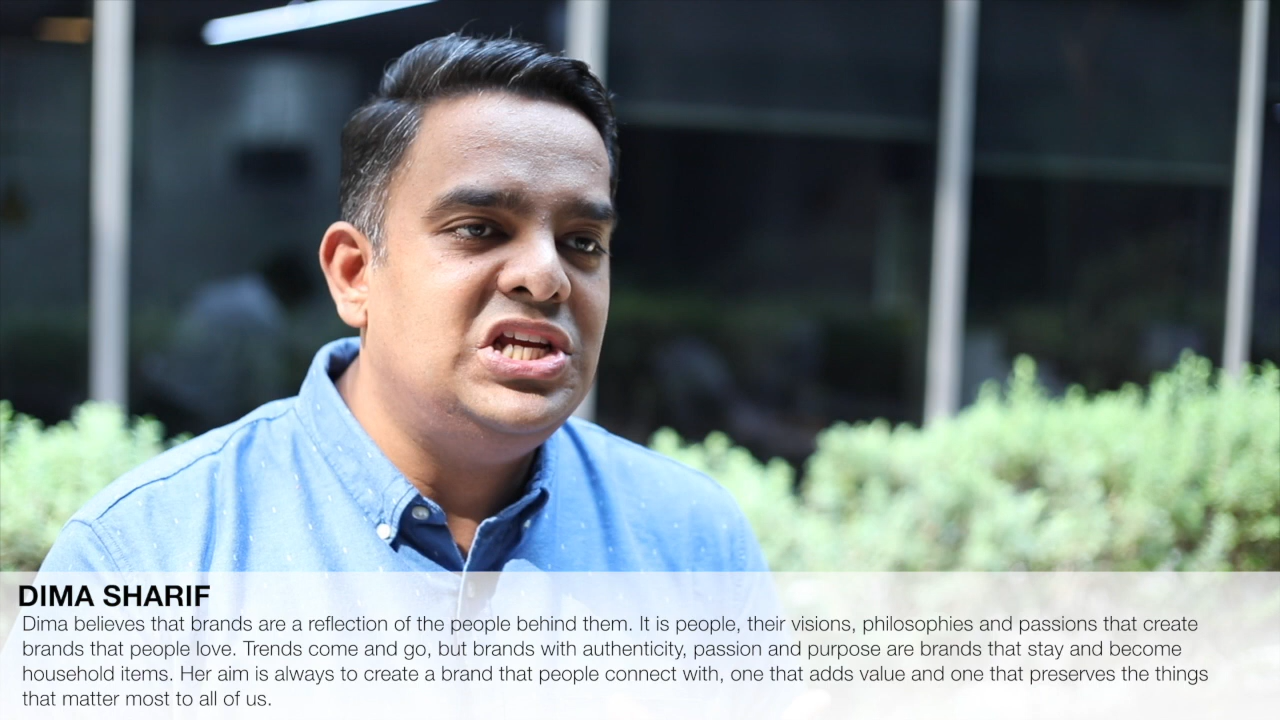 DIMA SHARIF
Dima believes that brands are a reflection of the people behind them. It is people, their visions, philosophies and passions that create
brands that people love. Trends come and go, but brands with authenticity, passion and purpose are brands that stay and become
household items. Her aim is always to create a brand that people connect with, one that adds value and one that preserves the things
that matter most to all of us.